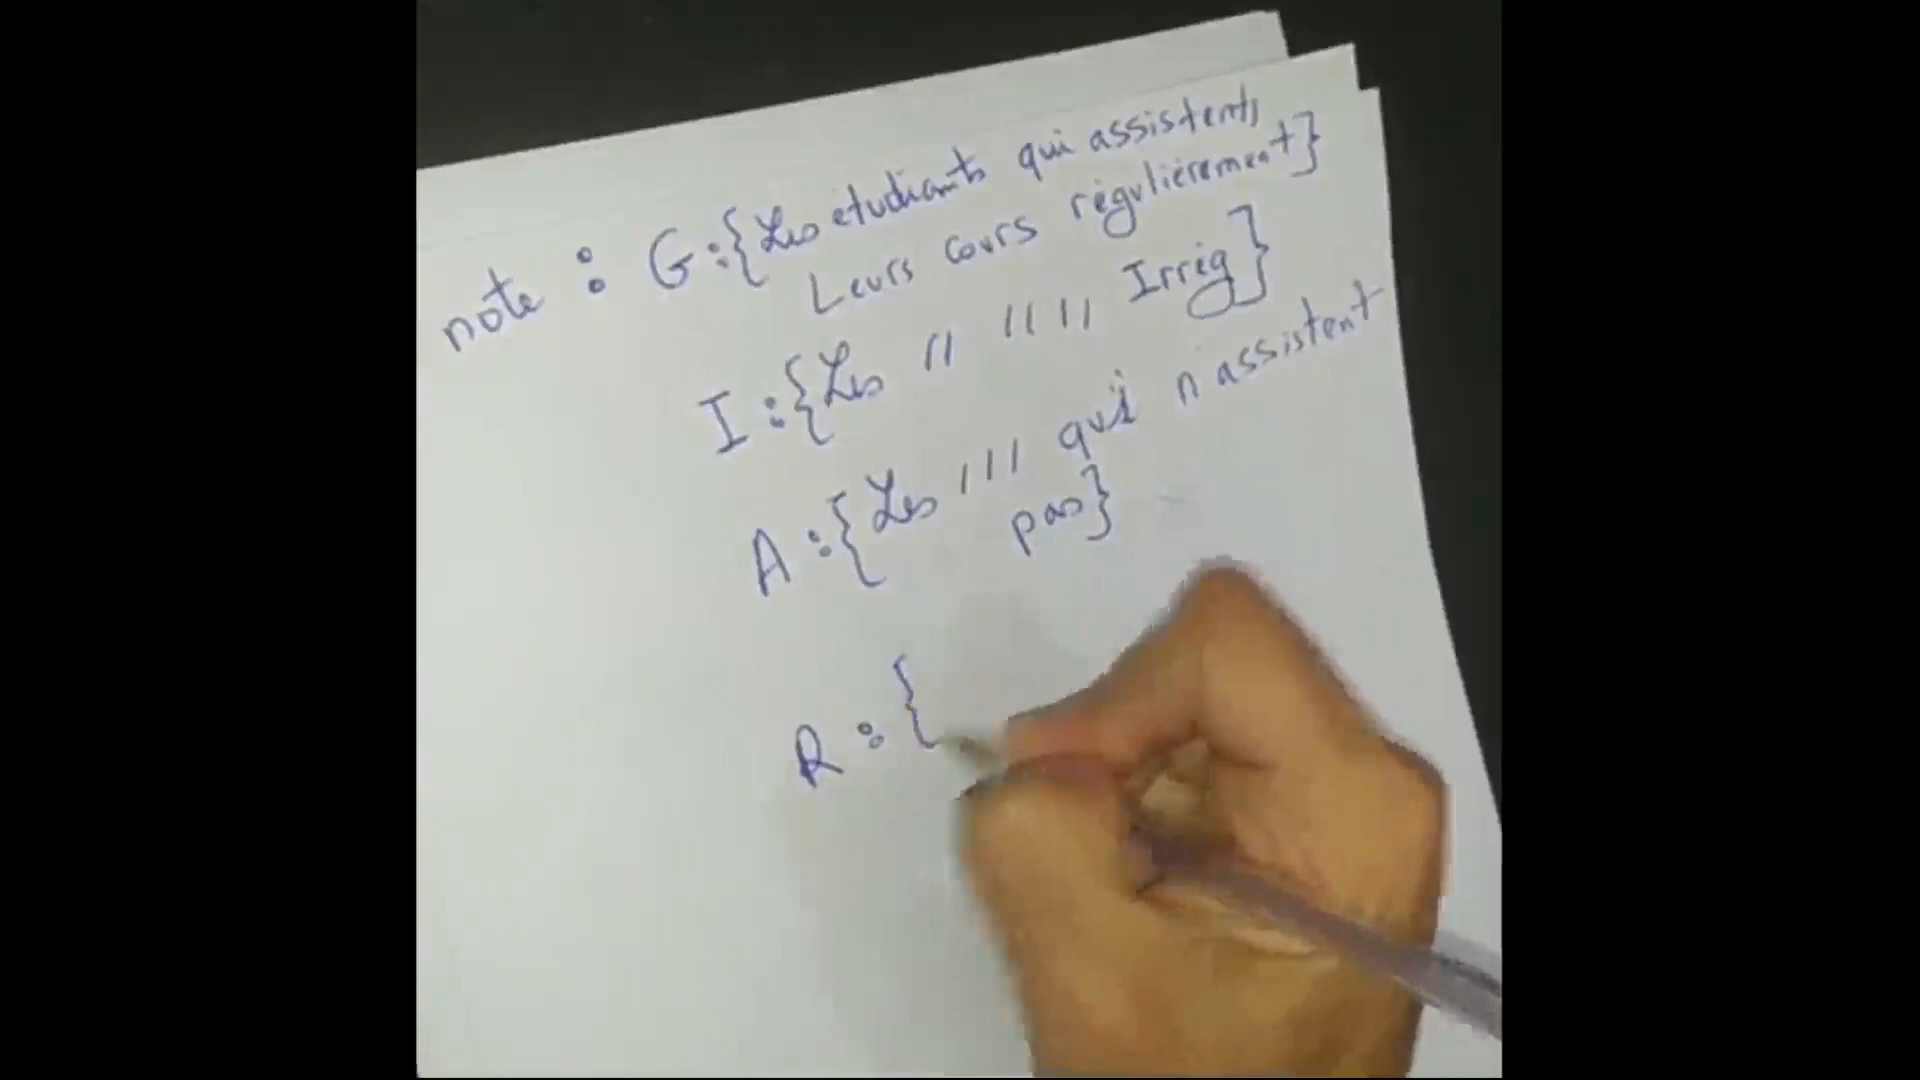 note : G:{Les etudiants qui assistents
Leurs cours régulièrement}
I:{Les // // // Irrég}
A:{Les /// qui n assistent
pas}
R:{